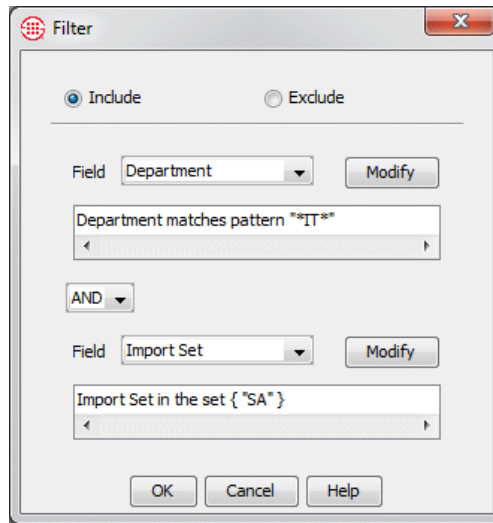 Filter
Include Exclude
Field Department Modify
Department matches pattern "*IT*"
AND
Field Import Set Modify
Import Set in the set { "SA" }
OK Cancel Help